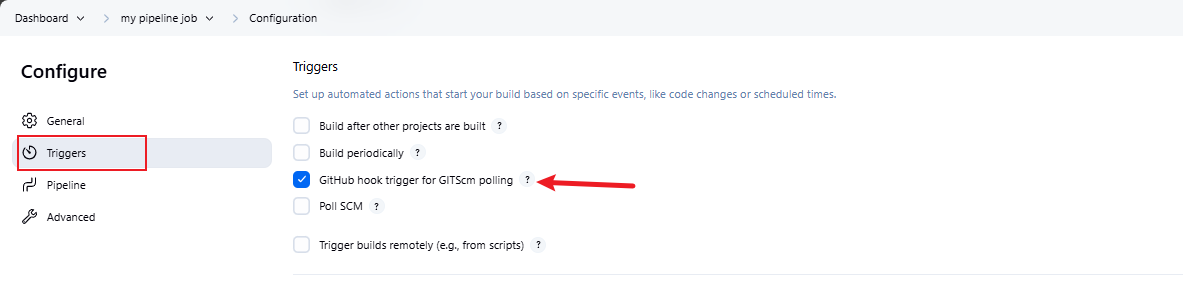 Dashboard my pipeline job Configuration
Configure
General
Triggers
Pipeline
Advanced
Triggers
Set up automated actions that start your build based on specific events, like code changes or scheduled times.
Build after other projects are built ?
Build periodically ?
GitHub hook trigger for GITScm polling ?
Poll SCM ?
Trigger builds remotely (e.g., from scripts) ?